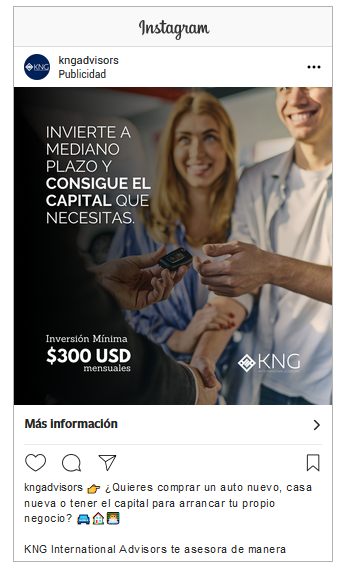 Instagram
KNG
kngadvisors
Publicidad
INVIERTE A
MEDIANO
PLAZO Y
CONSIGUE EL
CAPITAL QUE
NECESITAS.
Inversión Mínima
$300 USD
mensuales
KNG
Más información
kngadvisors 👉 ¿Quieres comprar un auto nuevo, casa
nueva o tener el capital para arrancar tu propio
negocio? 🚘🏠🌇
KNG International Advisors te asesora de manera